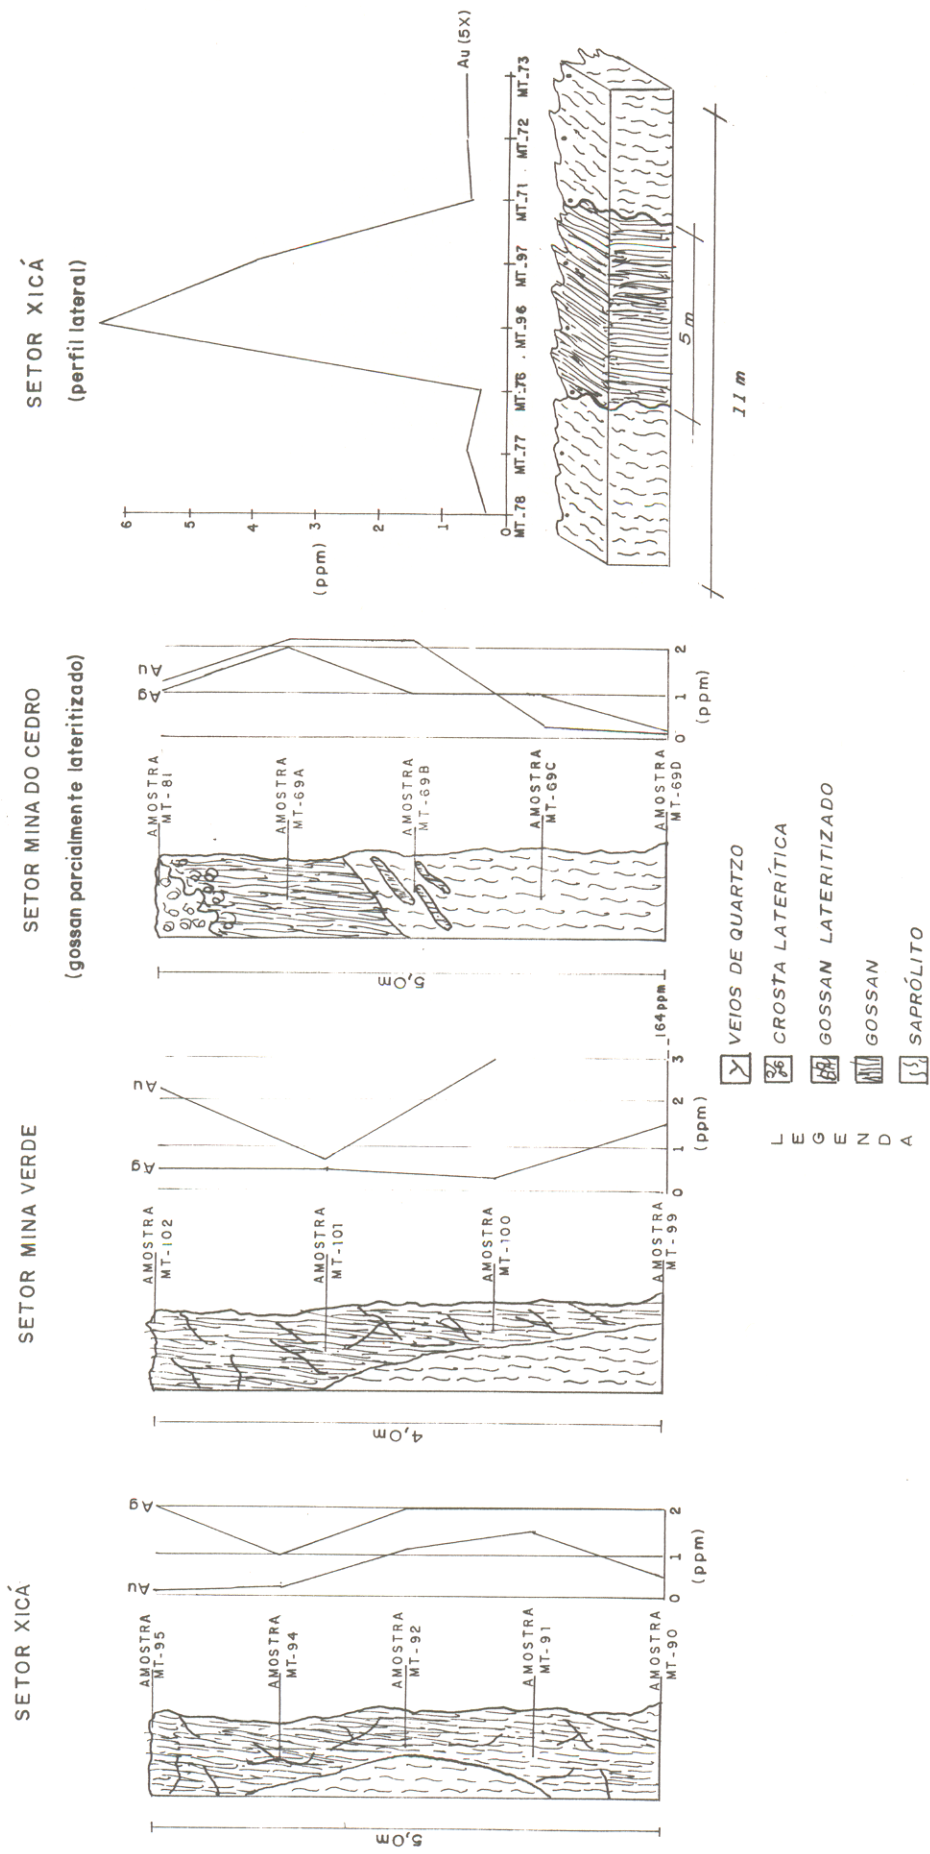 SETOR XICÁ
Au
Ag
AMOSTRA
MT-95
AMOSTRA
MT-94
AMOSTRA
MT-92
AMOSTRA
MT-91
AMOSTRA
MT-90
5,0m
0
1
2
(ppm)
SETOR MINA VERDE
Ag
Au
AMOSTRA
MT-102
AMOSTRA
MT-101
AMOSTRA
MT-100
AMOSTRA
MT-99
4,0m
0
1
2
3
164ppm
(ppm)
SETOR MINA DO CEDRO
(gossan parcialmente lateritizado)
Ag
Au
AMOSTRA
MT-81
AMOSTRA
MT-69A
AMOSTRA
MT-69B
AMOSTRA
MT-69C
AMOSTRA
MT-69D
5,0m
0
1
2
(ppm)
SETOR XICÁ
(perfil lateral)
6
5
4
3
2
1
0
(ppm)
Au (5X)
MT-78 MT-77 MT-76 MT-96 MT-97 MT-71 MT-72 MT-73
5 m
11 m
LEGENDA
VEIOS DE QUARTZO
CROSTA LATERÍTICA
GOSSAN LATERITIZADO
GOSSAN
SAPRÓLITO